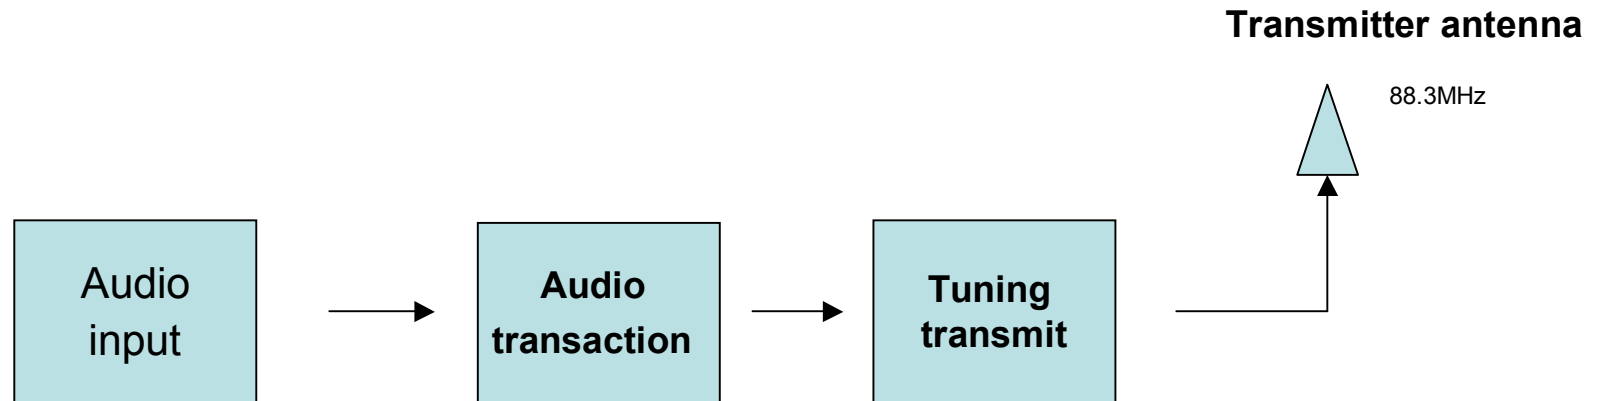 Transmitter antenna
88.3MHz
Audio
input
Audio
transaction
Tuning
transmit